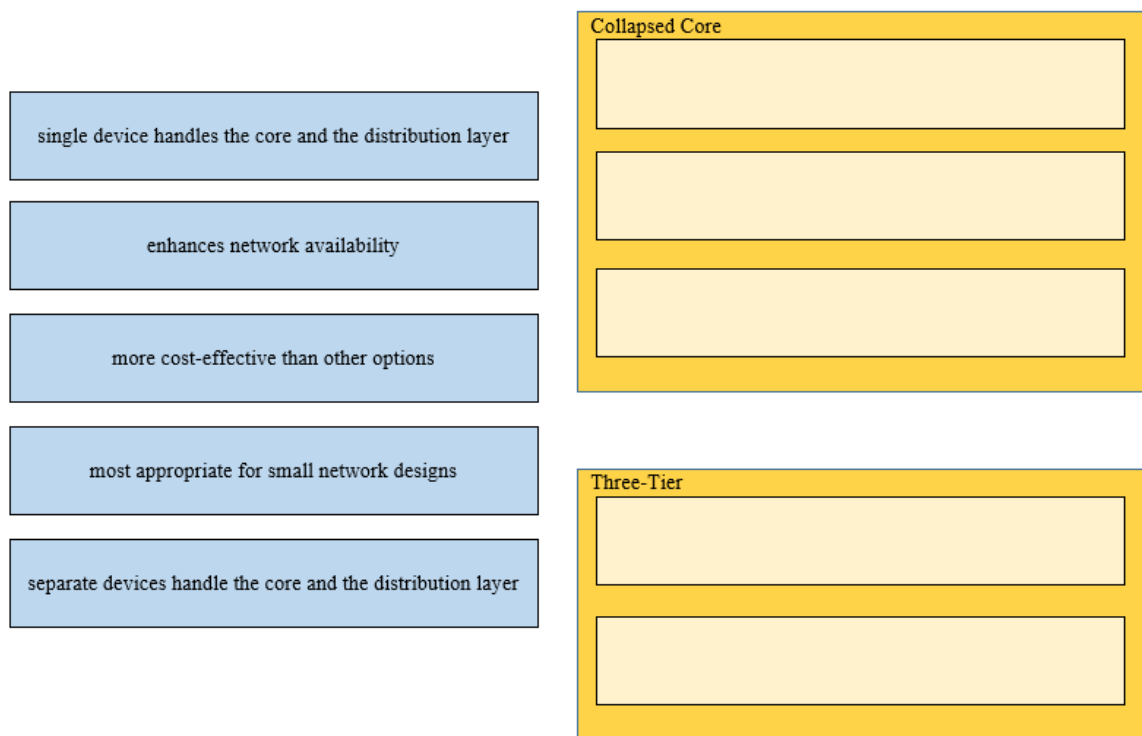 single device handles the core and the distribution layer
enhances network availability
more cost-effective than other options
most appropriate for small network designs
separate devices handle the core and the distribution layer
Collapsed Core
Three-Tier